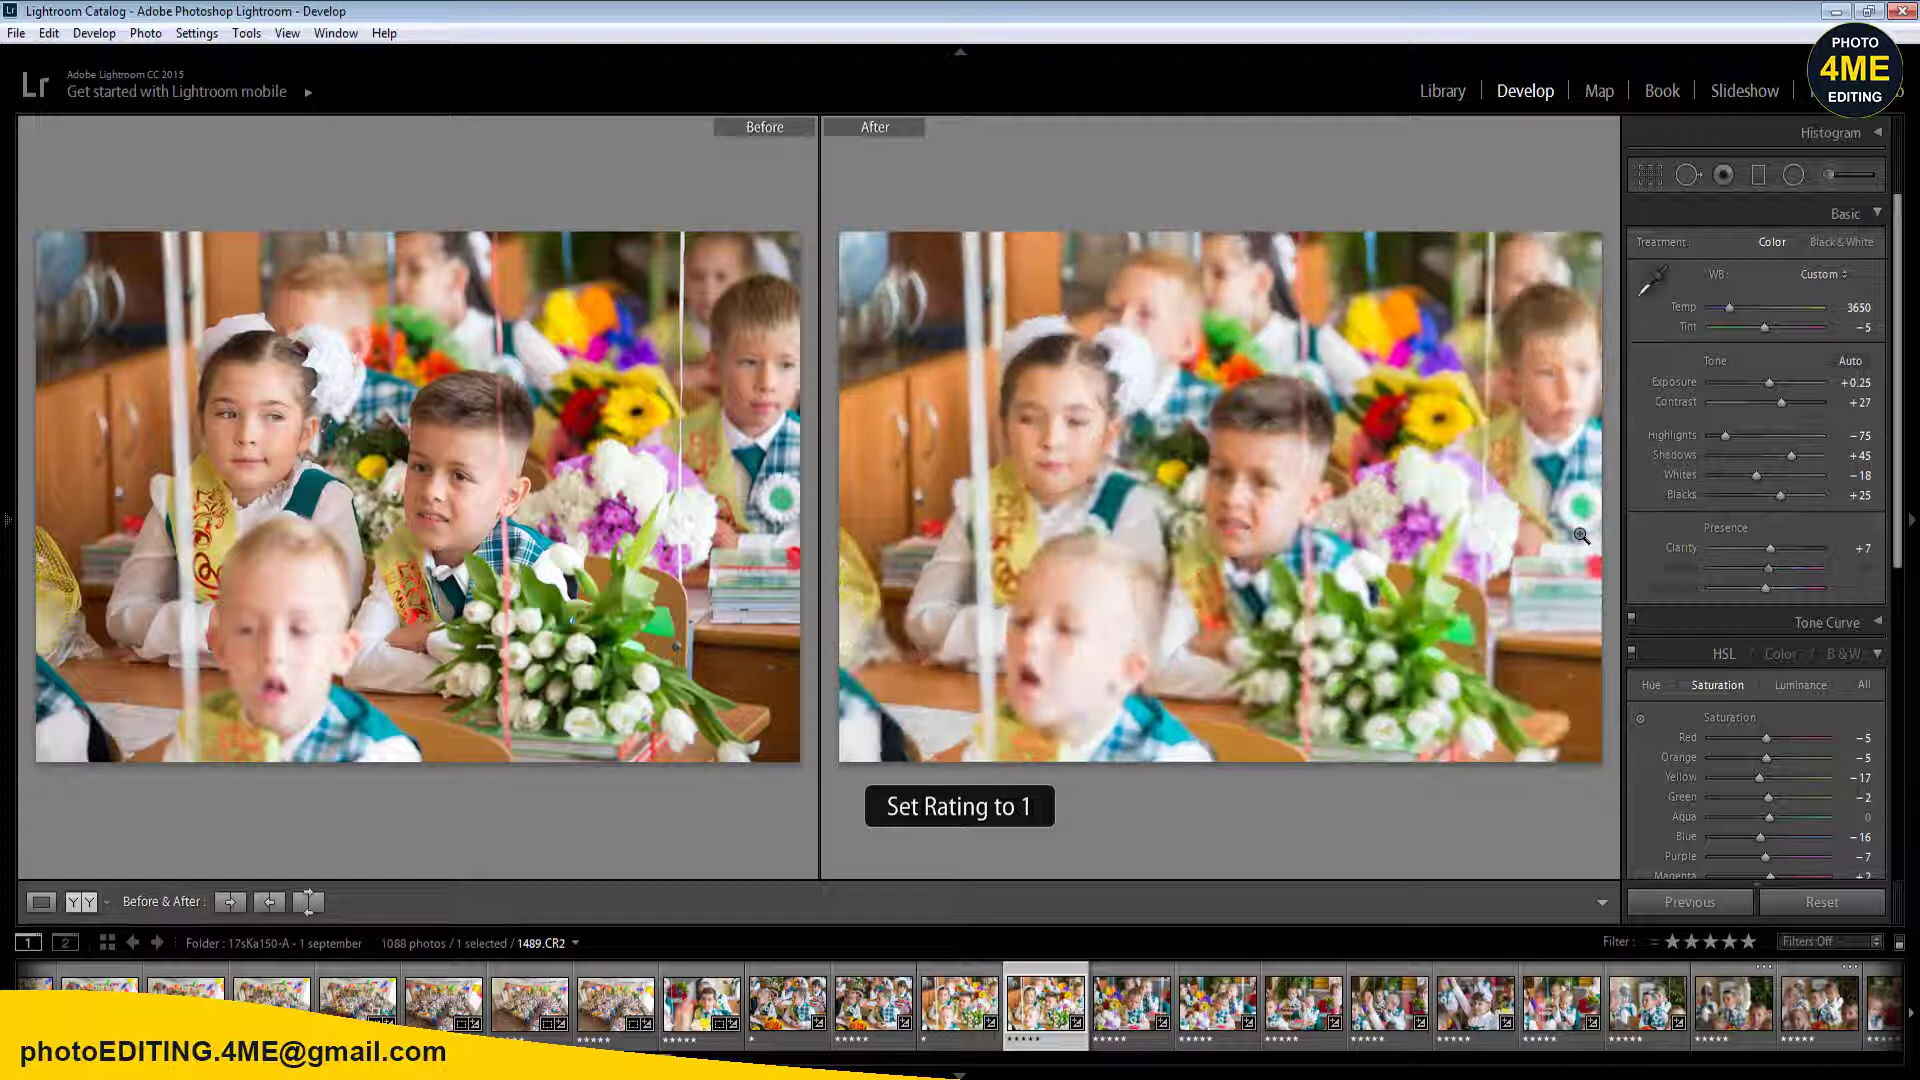 Lightroom Catalog - Adobe Photoshop Lightroom - Develop
File Edit Develop Photo Settings Tools View Window Help
PHOTO
4ME
EDITING
Lr
Adobe Lightroom CC 2015
Get started with Lightroom mobile
Library Develop Map Book Slideshow
Before After
Histogram
Basic
Treatment: Color Black & White
WB: Custom
Temp 3650
Tint -5
Tone Auto
Exposure +0.25
Contrast +27
Highlights -75
Shadows +45
Whites -18
Blacks +25
Presence
Clarity +7
Tone Curve
HSL / Color / B & W
Hue Saturation Luminance All
Saturation
Red -5
Orange -5
Yellow -17
Green -2
Aqua 0
Blue -16
Purple -7
Magenta +2
Set Rating to 1
YY Before & After :
Previous Reset
1 2 Folder : 17sKa150-A - 1 september 1088 photos / 1 selected / 1489.CR2
Filter : Filters Off
photoEDITING.4ME@gmail.com